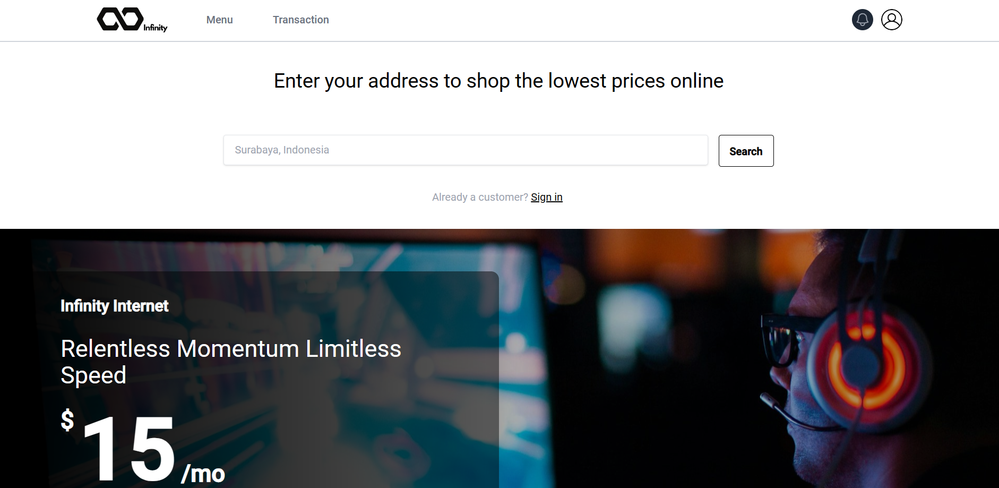 Infinity
Menu
Transaction
Enter your address to shop the lowest prices online
Surabaya, Indonesia
Search
Already a customer? Sign in
Infinity Internet
Relentless Momentum Limitless
Speed
$15/mo